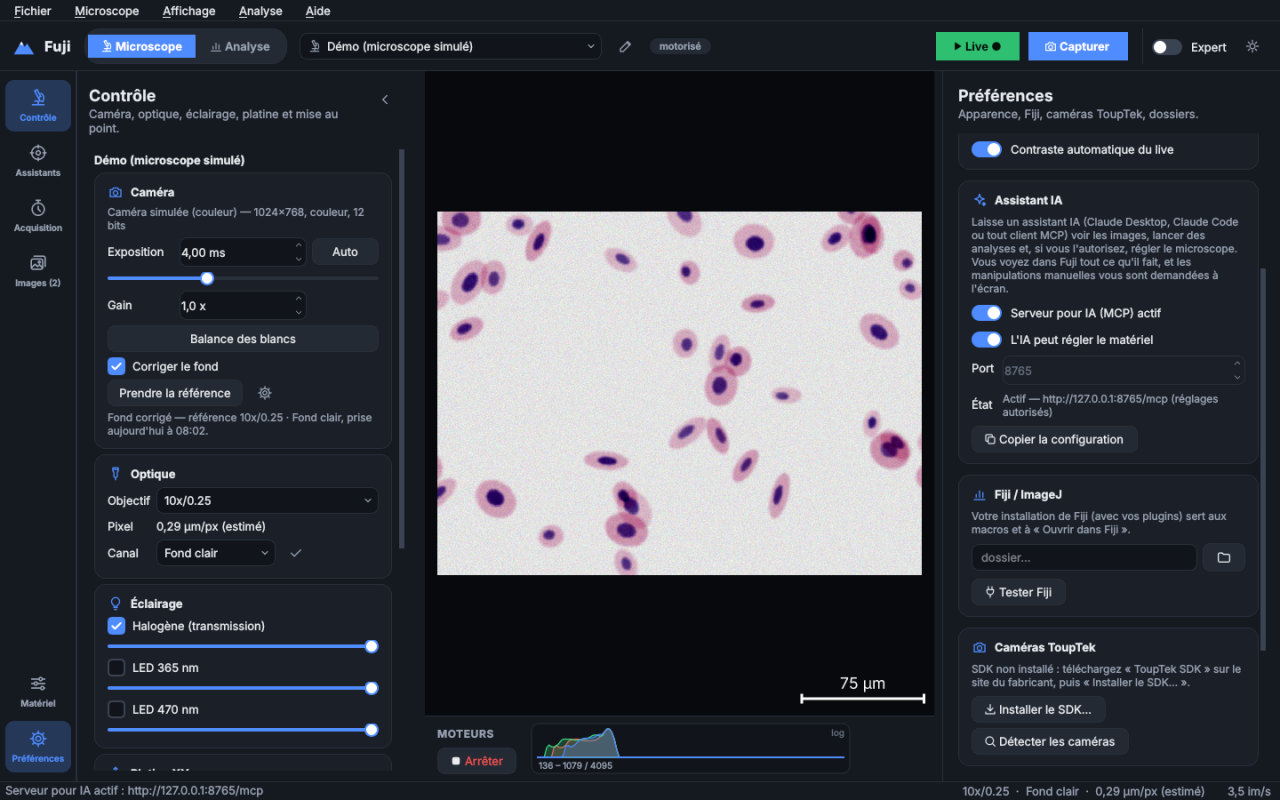 Fichier Microscope Affichage Analyse Aide
Fuji Microscope Analyse Démo (microscope simulé) motorisé Live Capturer Expert
Contrôle
Assistants
Acquisition
Images (2)
Matériel
Préférences
Contrôle
Caméra, optique, éclairage, platine et mise au
point.
Démo (microscope simulé)
Caméra
Caméra simulée (couleur) — 1024×768, couleur, 12
bits
Exposition 4,00 ms Auto
Gain 1,0 x
Balance des blancs
Corriger le fond
Prendre la référence
Fond corrigé — référence 10x/0.25 · Fond clair, prise
aujourd'hui à 08:02.
Optique
Objectif 10x/0.25
Pixel 0,29 µm/px (estimé)
Canal Fond clair
Éclairage
Halogène (transmission)
LED 365 nm
LED 470 nm
75 µm
MOTEURS
Arrêter
log
136 – 1079 / 4095
Préférences
Apparence, Fiji, caméras ToupTek, dossiers.
Contraste automatique du live
Assistant IA
Laisse un assistant IA (Claude Desktop, Claude Code
ou tout client MCP) voir les images, lancer des
analyses et, si vous l'autorisez, régler le microscope.
Vous voyez dans Fuji tout ce qu'il fait, et les
manipulations manuelles vous sont demandées à
l'écran.
Serveur pour IA (MCP) actif
L'IA peut régler le matériel
Port 8765
État Actif — http://127.0.0.1:8765/mcp (réglages
autorisés)
Copier la configuration
Fiji / ImageJ
Votre installation de Fiji (avec vos plugins) sert aux
macros et à « Ouvrir dans Fiji ».
dossier...
Tester Fiji
Caméras ToupTek
SDK non installé : téléchargez « ToupTek SDK » sur le
site du fabricant, puis « Installer le SDK... ».
Installer le SDK...
Détecter les caméras
Serveur pour IA actif : http://127.0.0.1:8765/mcp
10x/0.25 · Fond clair · 0,29 µm/px (estimé) 3,5 im/s